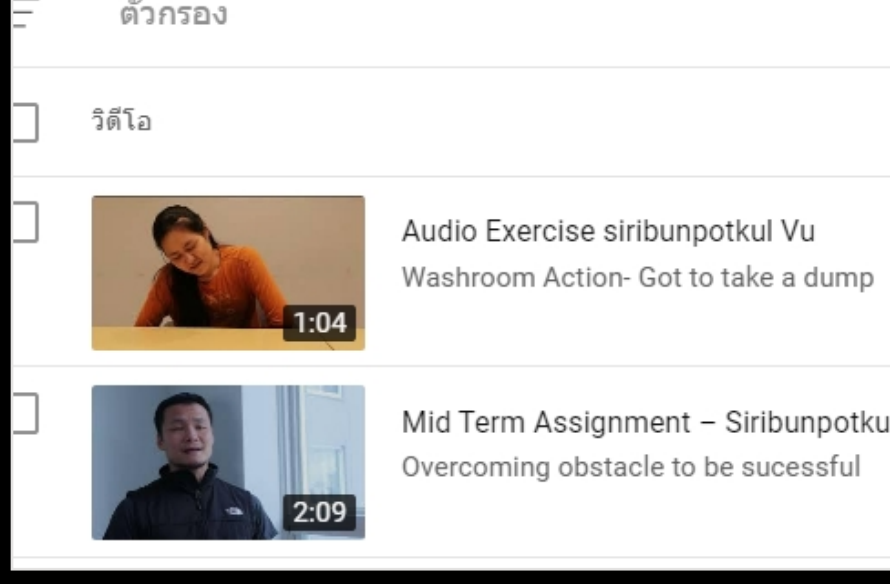 ตัวกรอง
วิดีโอ
Audio Exercise siribunpotkul Vu
Washroom Action- Got to take a dump
1:04
Mid Term Assignment – Siribunpotku
Overcoming obstacle to be sucessful
2:09